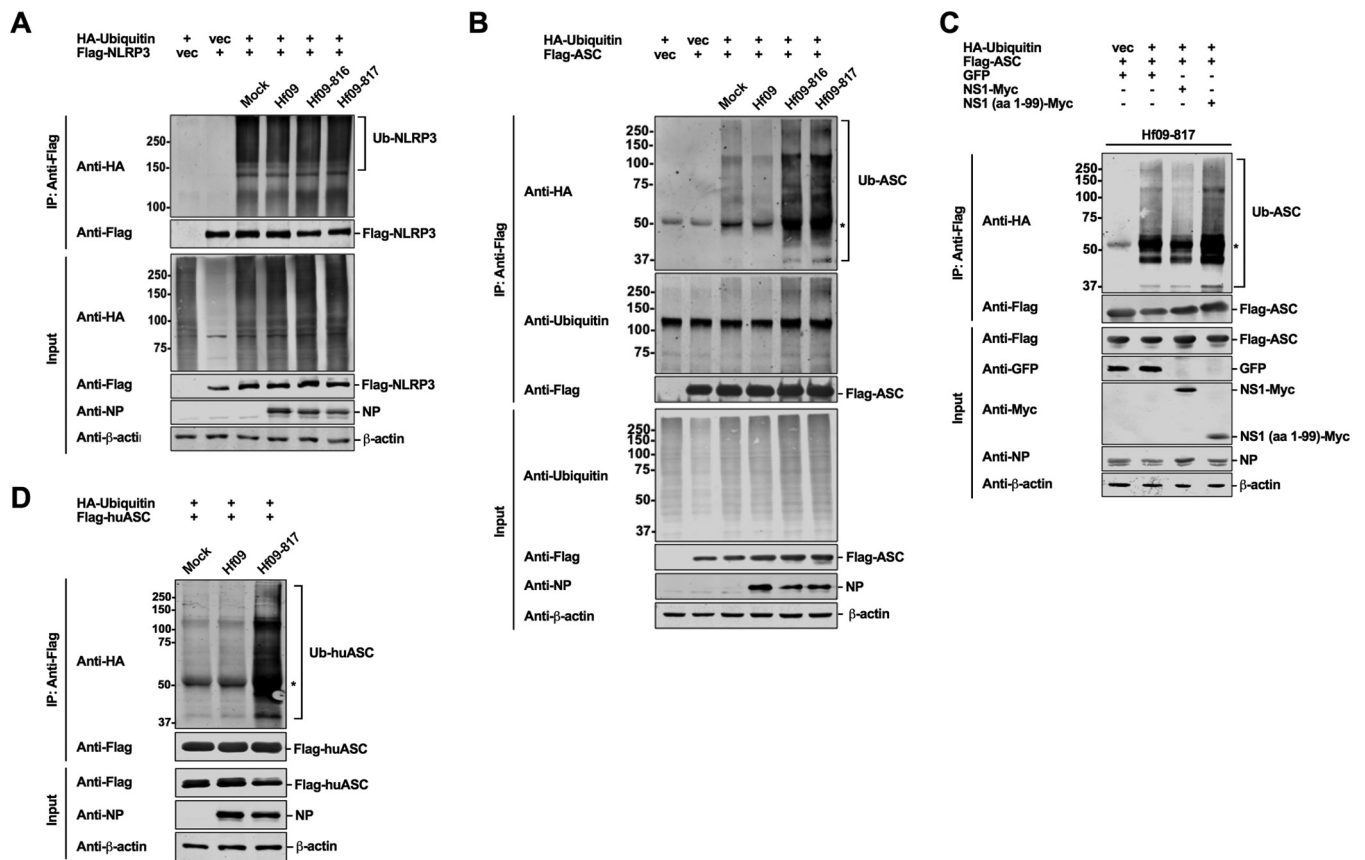 A
HA-Ubiquitin + vec + + + +
Flag-NLRP3 vec + + + + +
Mock Hf09 Hf09-816 Hf09-817
IP: Anti-Flag
Anti-HA
250
150
100
Ub-NLRP3
Anti-Flag
Flag-NLRP3
Input
Anti-HA
250
150
100
75
Anti-Flag
Flag-NLRP3
Anti-NP
NP
Anti-β-acti
β-actin
B
HA-Ubiquitin + vec + + + +
Flag-ASC vec + + + + +
Mock Hf09 Hf09-816 Hf09-817
IP: Anti-Flag
Anti-HA
250
150
100
75
50
37
*
Ub-ASC
Anti-Ubiquitin
250
150
100
75
Anti-Flag
Flag-ASC
Input
Anti-Ubiquitin
250
150
100
75
50
37
Anti-Flag
Flag-ASC
Anti-NP
NP
Anti-β-actin
β-actin
C
HA-Ubiquitin vec + + +
Flag-ASC + + + +
GFP + + - -
NS1-Myc - - + -
NS1 (aa 1-99)-Myc - - - +
Hf09-817
IP: Anti-Flag
Anti-HA
250
150
100
75
50
37
*
Ub-ASC
Anti-Flag
Flag-ASC
Input
Anti-Flag
Flag-ASC
Anti-GFP
GFP
Anti-Myc
NS1-Myc
NS1 (aa 1-99)-Myc
Anti-NP
NP
Anti-β-actin
β-actin
D
HA-Ubiquitin + + +
Flag-huASC + + +
Mock Hf09 Hf09-817
IP: Anti-Flag
Anti-HA
250
150
100
75
50
37
*
Ub-huASC
Anti-Flag
Flag-huASC
Input
Anti-Flag
Flag-huASC
Anti-NP
NP
Anti-β-actin
β-actin